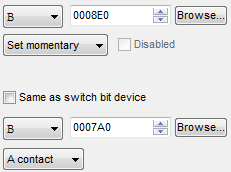 B 0008E0 Browse...
Set momentary Disabled
Same as switch bit device
B 0007A0 Browse...
A contact